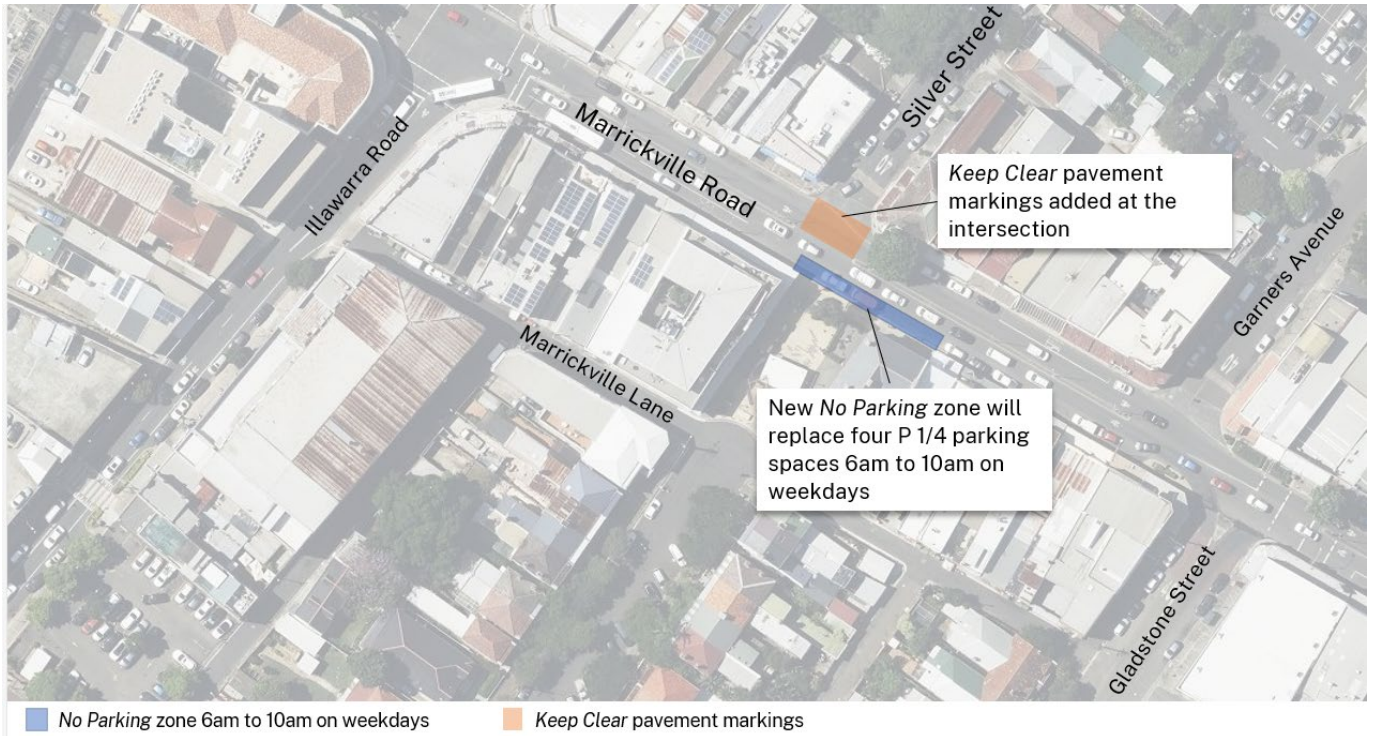 Silver Street
Marrickville Road
Illawarra Road
Keep Clear pavement
markings added at the
intersection
Garners Avenue
Marrickville Lane
New No Parking zone will
replace four P 1/4 parking
spaces 6am to 10am on
weekdays
Gladstone Street
No Parking zone 6am to 10am on weekdays
Keep Clear pavement markings